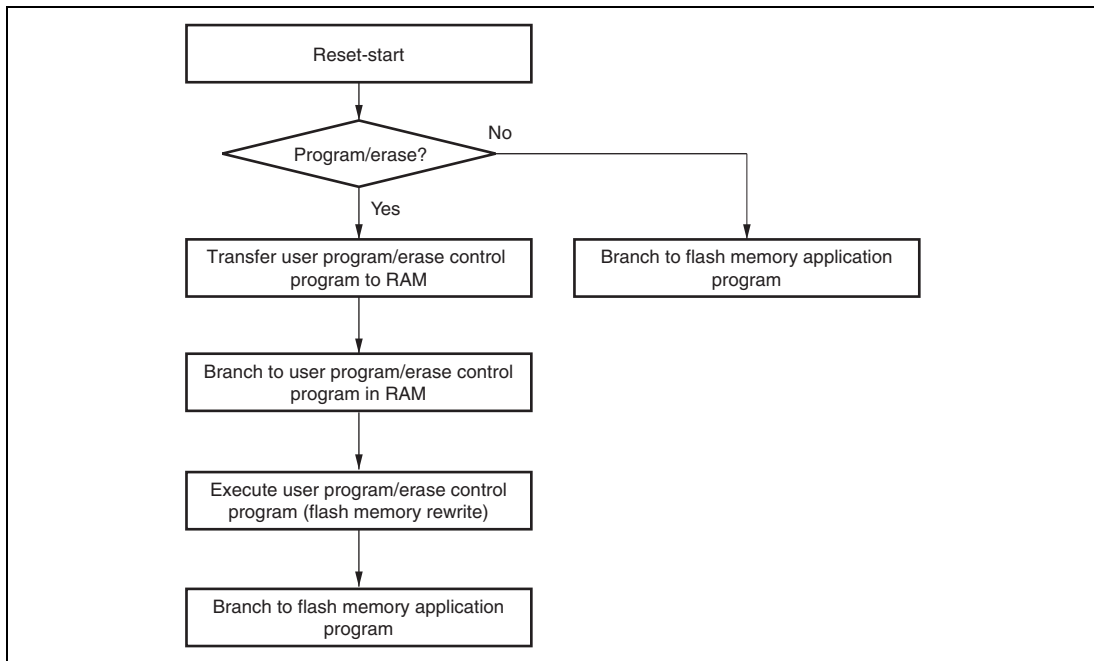 Reset-start
No
Program/erase?
Yes
Transfer user program/erase control
program to RAM
Branch to flash memory application
program
Branch to user program/erase control
program in RAM
Execute user program/erase control
program (flash memory rewrite)
Branch to flash memory application
program